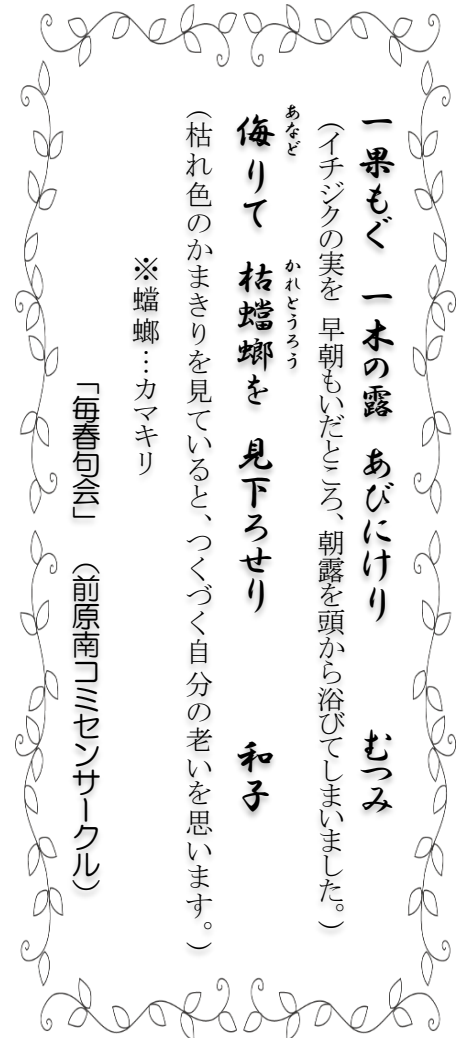 一果もぐ　一木の露　あびにけり　むつみ
（イチジクの実を 早朝もいだところ、朝露を頭から浴びてしまいました。）
あなど　かれとうろう
侮りて　枯蟷螂を　見下ろせり　和子
（枯れ色のかまきりを見ていると、つくづく自分の老いを思います。）
※蟷螂…カマキリ
「毎春句会」　（前原南コミセンサークル）